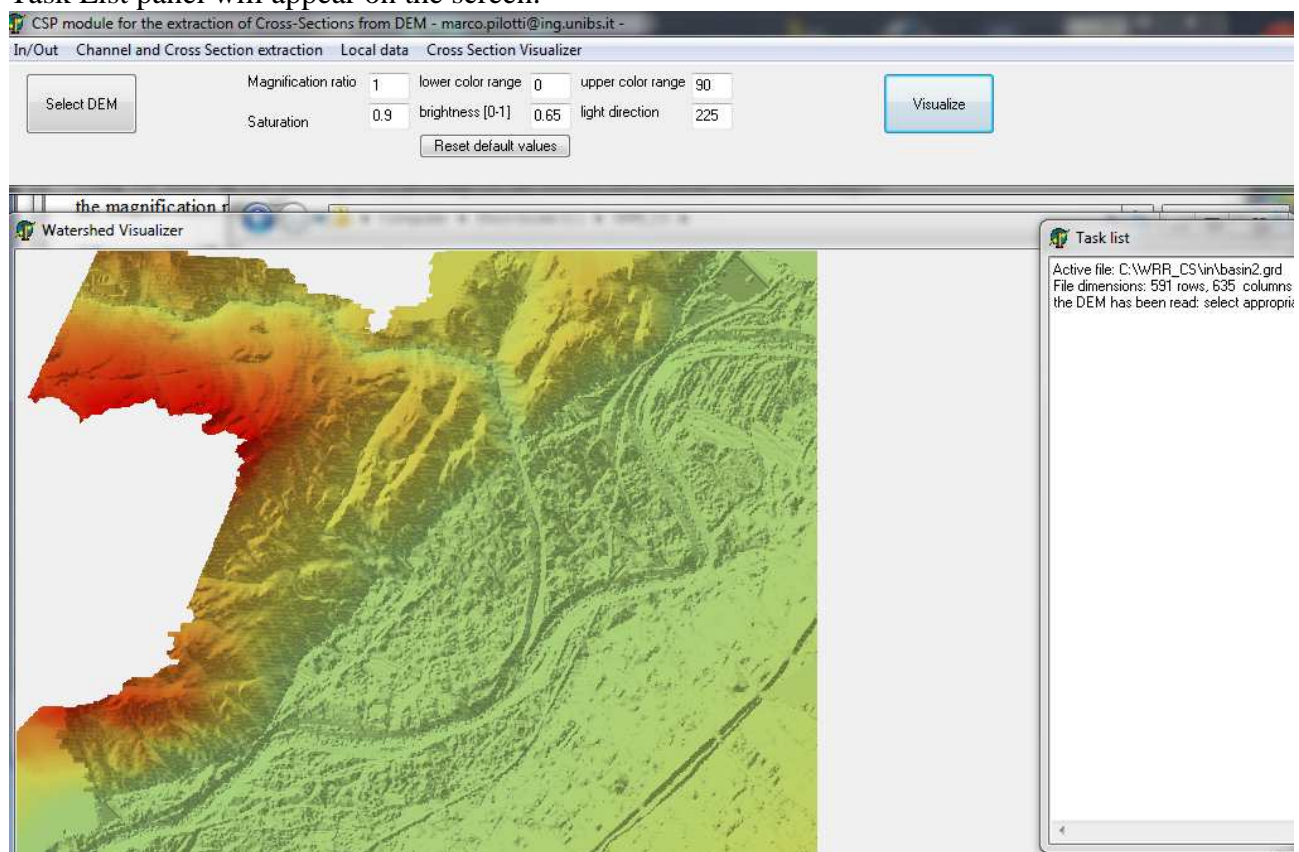 Task List panel will appear on the screen.
CSP module for the extraction of Cross-Sections from DEM - marco.pilotti@ing.unibs.it -
In/Out Channel and Cross Section extraction Local data Cross Section Visualizer
Select DEM
Magnification ratio 1 lower color range 0 upper color range 90
Saturation 0.9 brightness [0-1] 0.65 light direction 225
Reset default values
Visualize
the magnification r
Watershed Visualizer
Task list
Active file: C:\WRR_CS\in\basin2.grd
File dimensions: 591 rows, 635 columns
the DEM has been read: select appropria